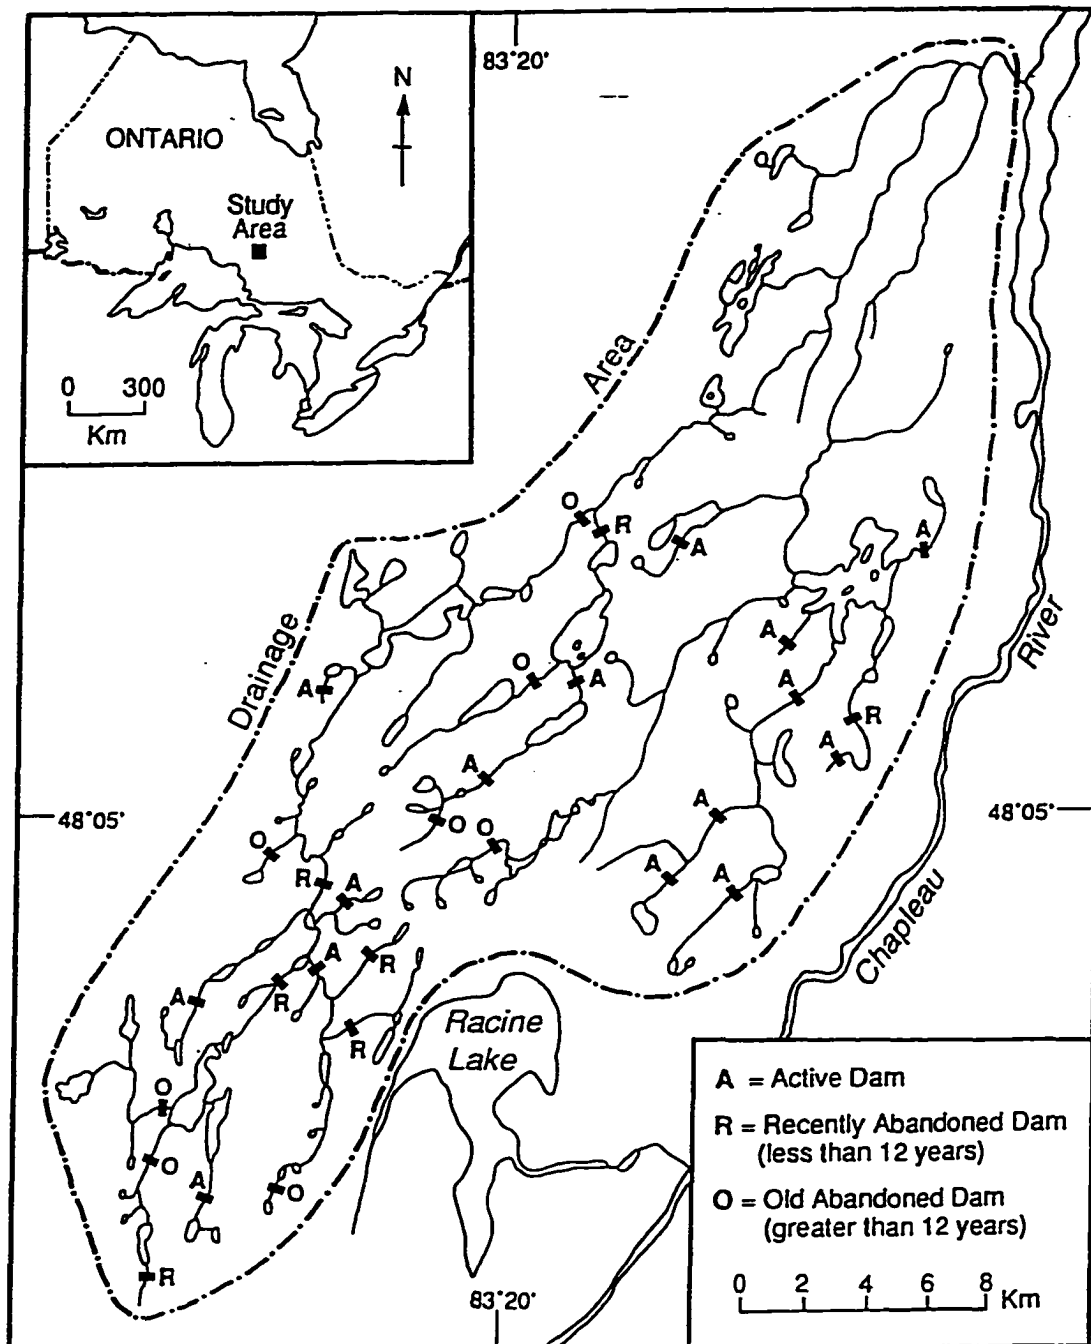 83°20'
N
ONTARIO
Study
Area
0 300
Km
Area
O
R
A
A
A
O
A
A
Drainage
A
River
R
A
A
A
48°05'
48°05'
O
O
O
A
R
A
A
Chapleau
A
R
A
R
R
O
O
A
O
R
Racine
Lake
83°20'
A = Active Dam
R = Recently Abandoned Dam
(less than 12 years)
O = Old Abandoned Dam
(greater than 12 years)
0 2 4 6 8
Km